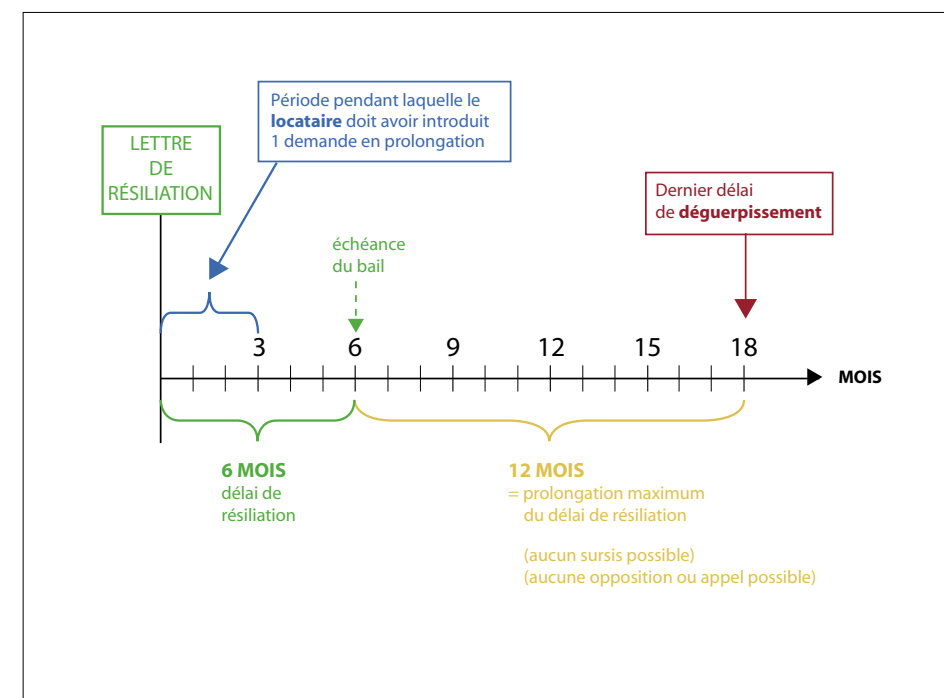 Période pendant laquelle le
locataire doit avoir introduit
1 demande en prolongation
LETTRE
DE
RÉSILIATION
Dernier délai
de déguerpissement
échéance
du bail
3 6 9 12 15 18
MOIS
6 MOIS
délai de
résiliation
12 MOIS
= prolongation maximum
du délai de résiliation
(aucun sursis possible)
(aucune opposition ou appel possible)